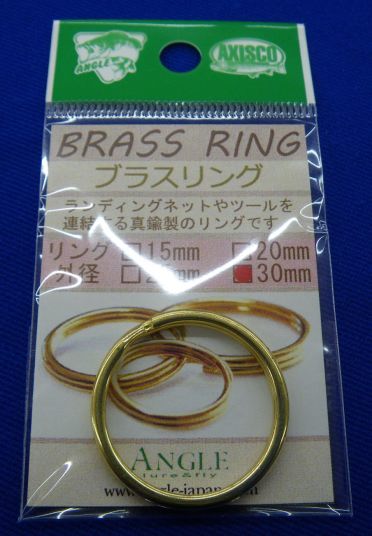 ANGLE
AXISCO
BRASS RING
ブラスリング
ランディングネットやツールを
連結する真鍮製のリングです
リング □15mm □20mm
外径 ■30mm
ANGLE
lure&fly